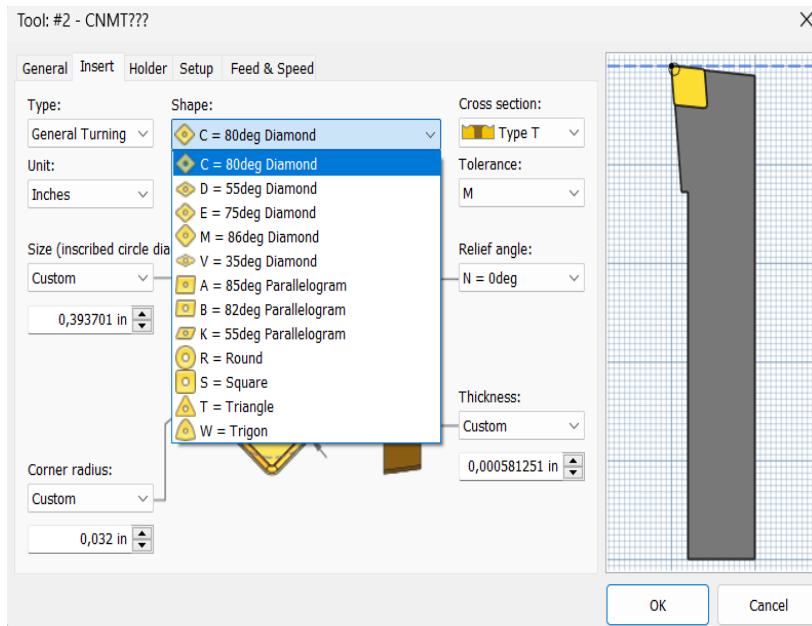 Tool: #2 - CNMT???
General Insert Holder Setup Feed & Speed
Type:
General Turning
Unit:
Inches
Size (inscribed circle dia
Custom
0,393701 in
Corner radius:
Custom
0,032 in
Shape:
C = 80deg Diamond
C = 80deg Diamond
D = 55deg Diamond
E = 75deg Diamond
M = 86deg Diamond
V = 35deg Diamond
A = 85deg Parallelogram
B = 82deg Parallelogram
K = 55deg Parallelogram
R = Round
S = Square
T = Triangle
W = Trigon
Cross section:
Type T
Tolerance:
M
Relief angle:
N = 0deg
Thickness:
Custom
0,000581251 in
OK Cancel